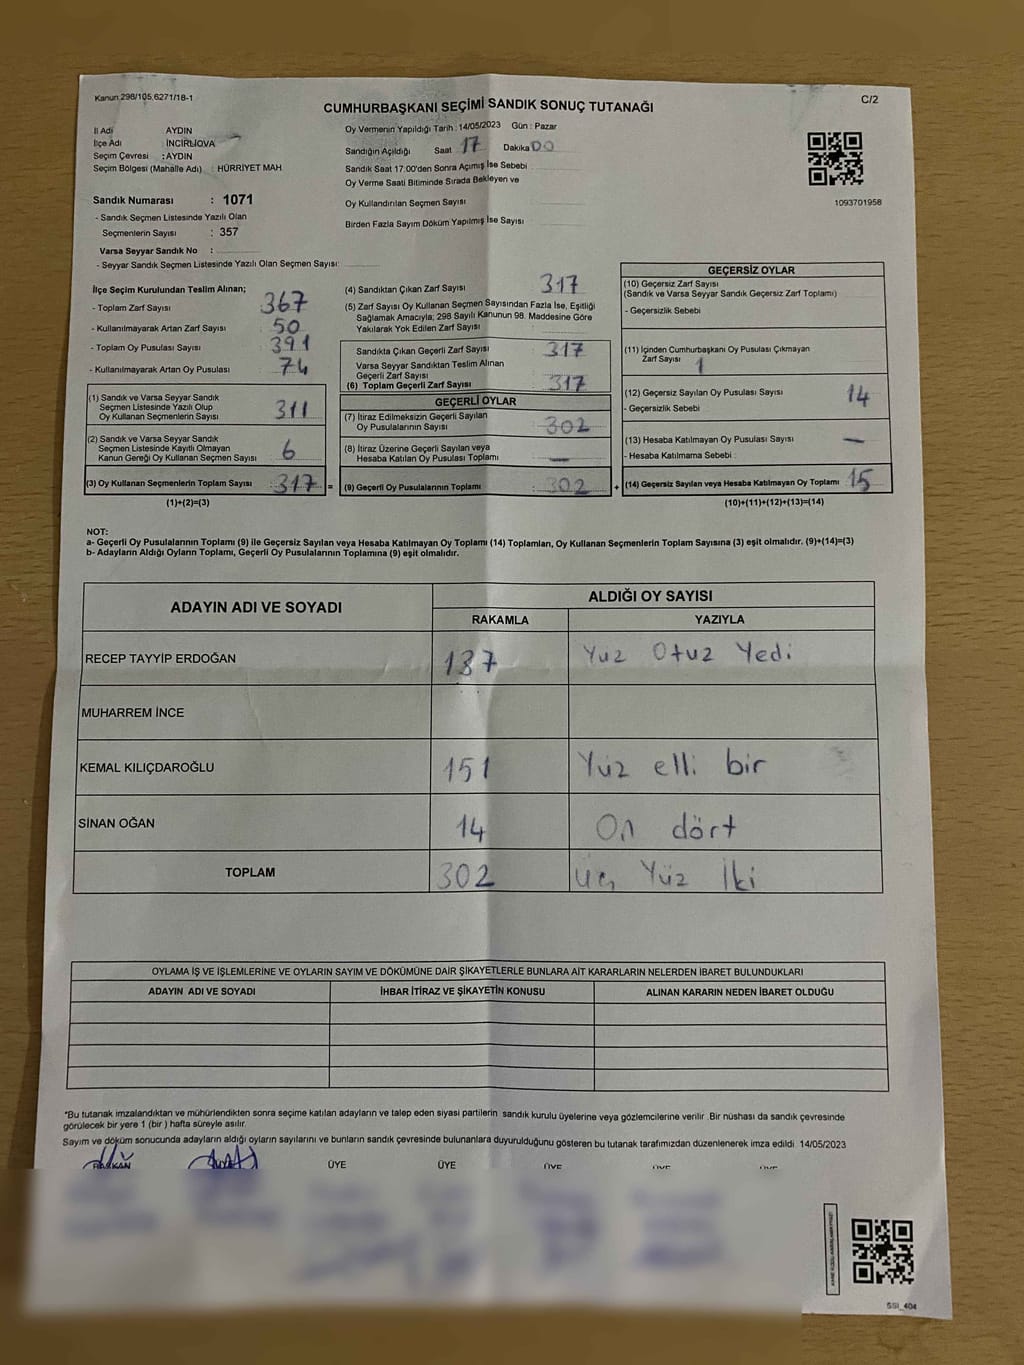 Kanun 298/105,6271/18-1
C/2
CUMHURBAŞKANI SEÇİMİ SANDIK SONUÇ TUTANAĞI
İl Adı AYDIN
İlçe Adı İNCİRLİOVA
Seçim Çevresi : AYDIN
Seçim Bölgesi (Mahalle Adı) : HÜRRİYET MAH
Sandık Numarası : 1071
- Sandık Seçmen Listesinde Yazılı Olan
Seçmenlerin Sayısı : 357
Varsa Seyyar Sandık No :
- Seyyar Sandık Seçmen Listesinde Yazılı Olan Seçmen Sayısı:
Oy Vermenin Yapıldığı Tarih : 14/05/2023 Gün : Pazar
Sandığın Açıldığı Saat 17 Dakika 00
Sandık Saat 17:00'den Sonra Açımış İse Sebebi
Oy Verme Saati Bitiminde Sırada Bekleyen ve
Oy Kullandırılan Seçmen Sayısı
Birden Fazla Sayım Döküm Yapılmış İse Sayısı
1093701958
İlçe Seçim Kurulundan Teslim Alınan;
- Toplam Zarf Sayısı 367
- Kullanılmayarak Artan Zarf Sayısı 50
- Toplam Oy Pusulası Sayısı 391
- Kullanılmayarak Artan Oy Pusulası 74
(1) Sandık ve Varsa Seyyar Sandık
Seçmen Listesinde Yazılı Olup
Oy Kullanan Seçmenlerin Sayısı 311
(2) Sandık ve Varsa Seyyar Sandık
Seçmen Listesinde Kayıtlı Olmayan
Kanun Gereği Oy Kullanan Seçmen Sayısı 6
(3) Oy Kullanan Seçmenlerin Toplam Sayısı 317 =
(1)+(2)=(3)
(4) Sandıktan Çıkan Zarf Sayısı 317
(5) Zarf Sayısı Oy Kullanan Seçmen Sayısından Fazla İse, Eşitliği
Sağlamak Amacıyla; 298 Sayılı Kanunun 98. Maddesine Göre
Yakılarak Yok Edilen Zarf Sayısı
Sandıkta Çıkan Geçerli Zarf Sayısı 317
Varsa Seyyar Sandıktan Teslim Alınan
Geçerli Zarf Sayısı
(6) Toplam Geçerli Zarf Sayısı 317
GEÇERLİ OYLAR
(7) İtiraz Edilmeksizin Geçerli Sayılan
Oy Pusulalarının Sayısı 302
(8) İtiraz Üzerine Geçerli Sayılan veya
Hesaba Katılan Oy Pusulası Toplamı —
(9) Geçerli Oy Pusulalarının Toplamı : 302 +
GEÇERSİZ OYLAR
(10) Geçersiz Zarf Sayısı
(Sandık ve Varsa Seyyar Sandık Geçersiz Zarf Toplamı)
- Geçersizlik Sebebi
(11) İçinden Cumhurbaşkanı Oy Pusulası Çıkmayan
Zarf Sayısı 1
(12) Geçersiz Sayılan Oy Pusulası Sayısı 14
- Geçersizlik Sebebi
(13) Hesaba Katılmayan Oy Pusulası Sayısı —
- Hesaba Katılmama Sebebi :
(14) Geçersiz Sayılan veya Hesaba Katılmayan Oy Toplamı 15
(10)+(11)+(12)+(13)=(14)
NOT:
a- Geçerli Oy Pusulalarının Toplamı (9) ile Geçersiz Sayılan veya Hesaba Katılmayan Oy Toplamı (14) Toplamları, Oy Kullanan Seçmenlerin Toplam Sayısına (3) eşit olmalıdır. (9)+(14)=(3)
b- Adayların Aldığı Oyların Toplamı, Geçerli Oy Pusulalarının Toplamına (9) eşit olmalıdır.
ADAYIN ADI VE SOYADI ALDIĞI OY SAYISI
RAKAMLA YAZIYLA
RECEP TAYYİP ERDOĞAN 137 Yüz Otuz Yedi
MUHARREM İNCE
KEMAL KILIÇDAROĞLU 151 Yüz elli bir
SİNAN OĞAN 14 On dört
TOPLAM 302 üç Yüz İki
OYLAMA İŞ VE İŞLEMLERİNE VE OYLARIN SAYIM VE DÖKÜMÜNE DAİR ŞİKAYETLERLE BUNLARA AİT KARARLARIN NELERDEN İBARET BULUNDUKLARI
ADAYIN ADI VE SOYADI İHBAR İTİRAZ VE ŞİKAYETİN KONUSU ALINAN KARARIN NEDEN İBARET OLDUĞU
*Bu tutanak imzalandıktan ve mühürlendikten sonra seçime katılan adayların ve talep eden siyasi partilerin sandık kurulu üyelerine veya gözlemcilerine verilir .Bir nüshası da sandık çevresinde
görülecek bir yere 1 (bir ) hafta süreyle asılır.
Sayım ve döküm sonucunda adayların aldığı oyların sayılarını ve bunların sandık çevresinde bulunanlara duyurulduğunu gösteren bu tutanak tarafımızdan düzenlenerek imza edildi 14/05/2023
BAŞKAN ÜYE ÜYE ÜYE ÜYE ÜYE
SSI_404